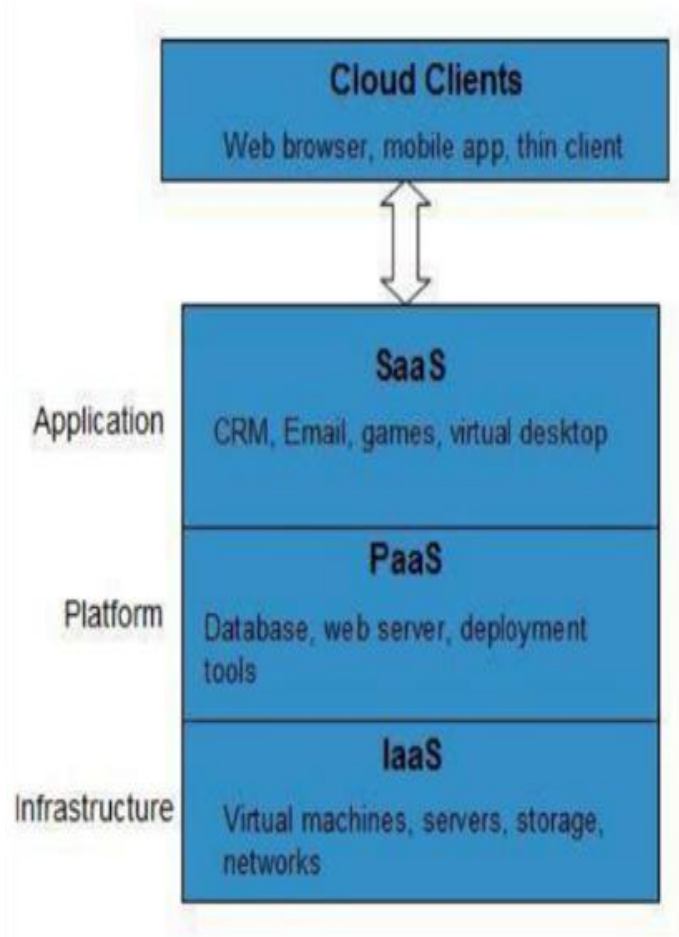 Cloud Clients
Web browser, mobile app, thin client
SaaS
Application
CRM, Email, games, virtual desktop
PaaS
Platform
Database, web server, deployment
tools
IaaS
Infrastructure
Virtual machines, servers, storage,
networks